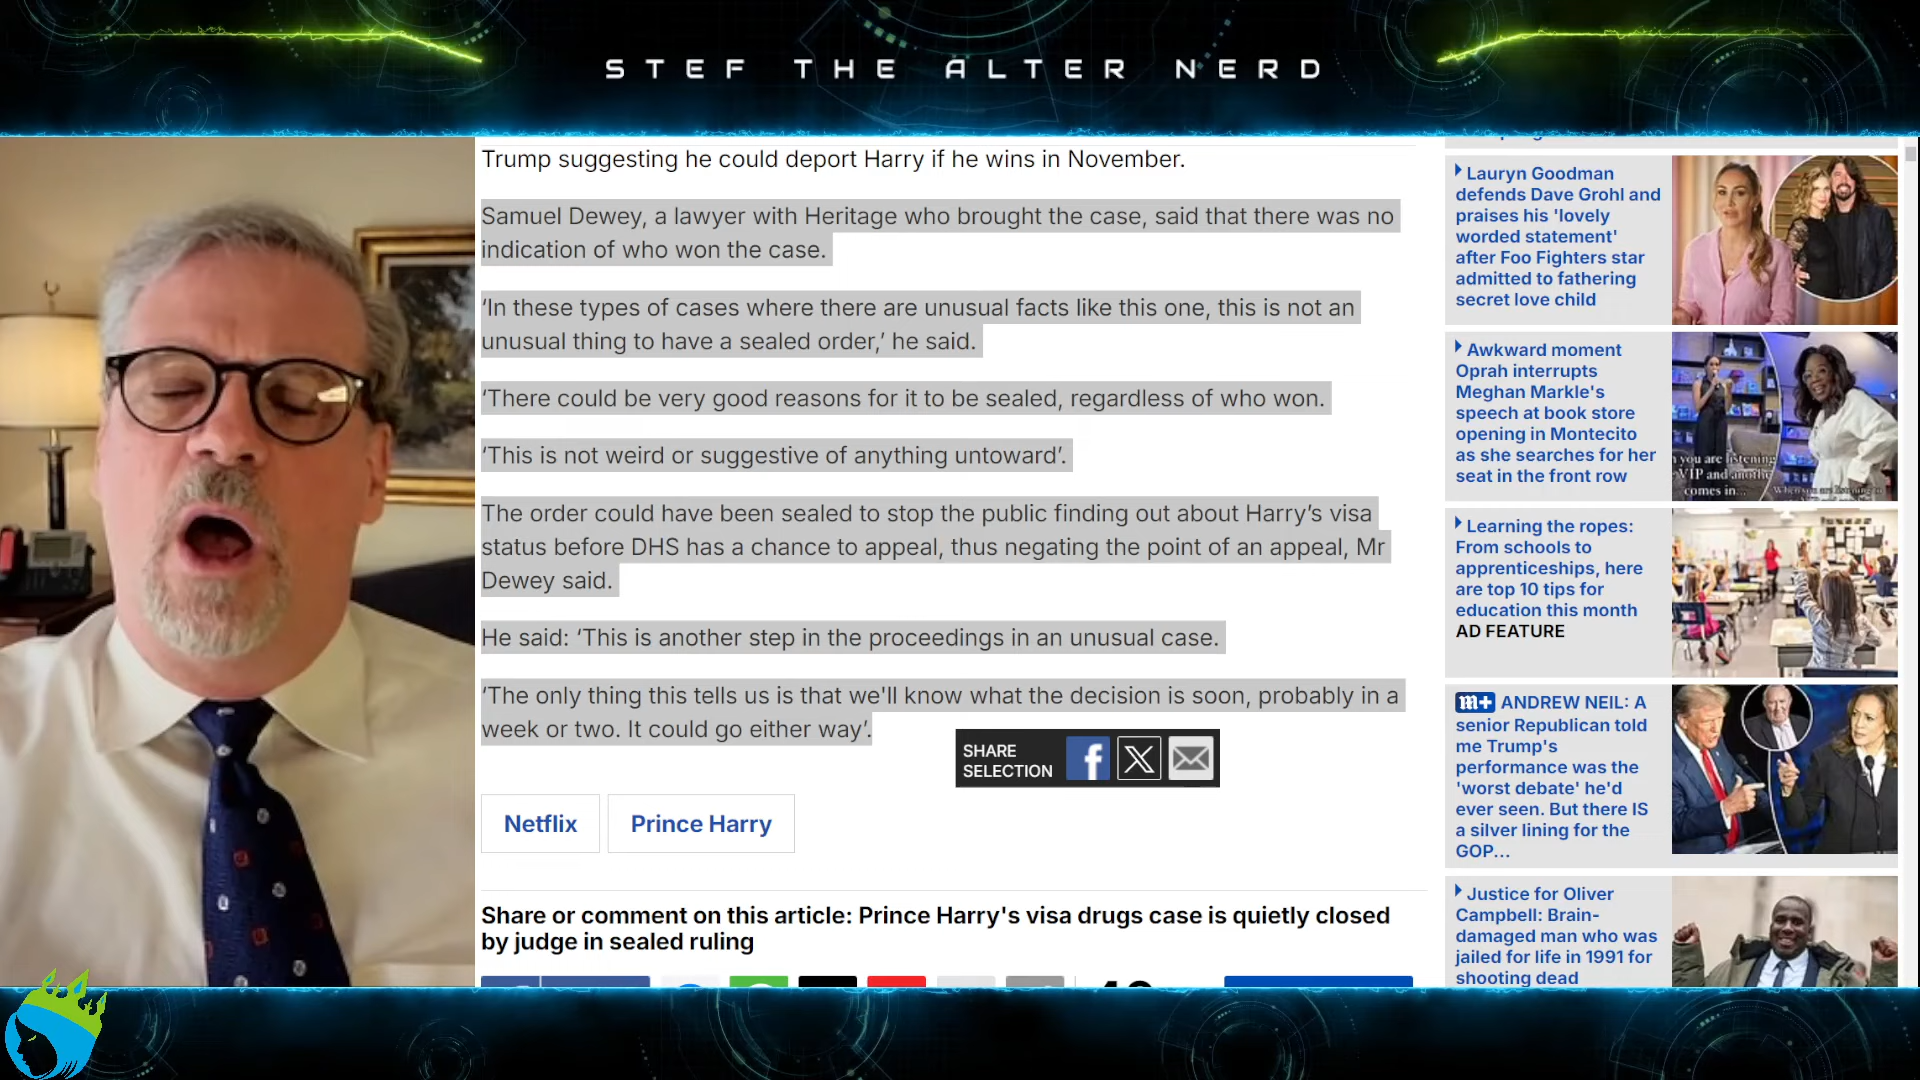 STEF THE ALTER NERD
Trump suggesting he could deport Harry if he wins in November.
Samuel Dewey, a lawyer with Heritage who brought the case, said that there was no
indication of who won the case.
‘In these types of cases where there are unusual facts like this one, this is not an
unusual thing to have a sealed order,’ he said.
‘There could be very good reasons for it to be sealed, regardless of who won.
‘This is not weird or suggestive of anything untoward’.
The order could have been sealed to stop the public finding out about Harry’s visa
status before DHS has a chance to appeal, thus negating the point of an appeal, Mr
Dewey said.
He said: ‘This is another step in the proceedings in an unusual case.
‘The only thing this tells us is that we'll know what the decision is soon, probably in a
week or two. It could go either way’.
SHARE
SELECTION
Netflix
Prince Harry
Share or comment on this article: Prince Harry's visa drugs case is quietly closed
by judge in sealed ruling
Lauryn Goodman
defends Dave Grohl and
praises his 'lovely
worded statement'
after Foo Fighters star
admitted to fathering
secret love child
Awkward moment
Oprah interrupts
Meghan Markle's
speech at book store
opening in Montecito
as she searches for her
seat in the front row
you are listening
VIP and anothe
comes in...
Learning the ropes:
From schools to
apprenticeships, here
are top 10 tips for
education this month
AD FEATURE
m+ ANDREW NEIL: A
senior Republican told
me Trump's
performance was the
'worst debate' he'd
ever seen. But there IS
a silver lining for the
GOP...
Justice for Oliver
Campbell: Brain-
damaged man who was
jailed for life in 1991 for
shooting dead